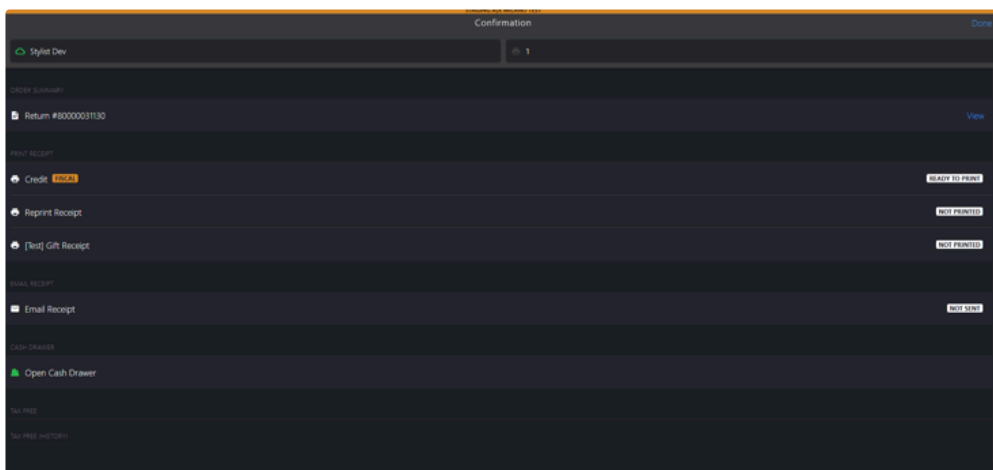 Confirmation
Done
Stylist Dev
1
ORDER SUMMARY
Return #80000031130
View
PRINT RECEIPT
Credit FISCAL
READY TO PRINT
Reprint Receipt
NOT PRINTED
[Test] Gift Receipt
NOT PRINTED
EMAIL RECEIPT
Email Receipt
NOT SENT
CASH DRAWER
Open Cash Drawer
TAX FREE
TAX FREE (HISTORY)